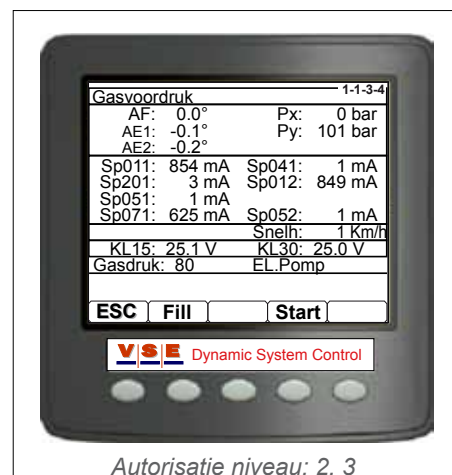 Gasvoordruk 1-1-3-4
AF: 0.0° Px: 0 bar
AE1: -0.1° Py: 101 bar
AE2: -0.2°
Sp011: 854 mA Sp041: 1 mA
Sp201: 3 mA Sp012: 849 mA
Sp051: 1 mA
Sp071: 625 mA Sp052: 1 mA
Snelh: 1 Km/h
KL15: 25.1 V KL30: 25.0 V
Gasdruk: 80 EL.Pomp
ESC Fill Start
VSE Dynamic System Control
Autorisatie niveau: 2, 3